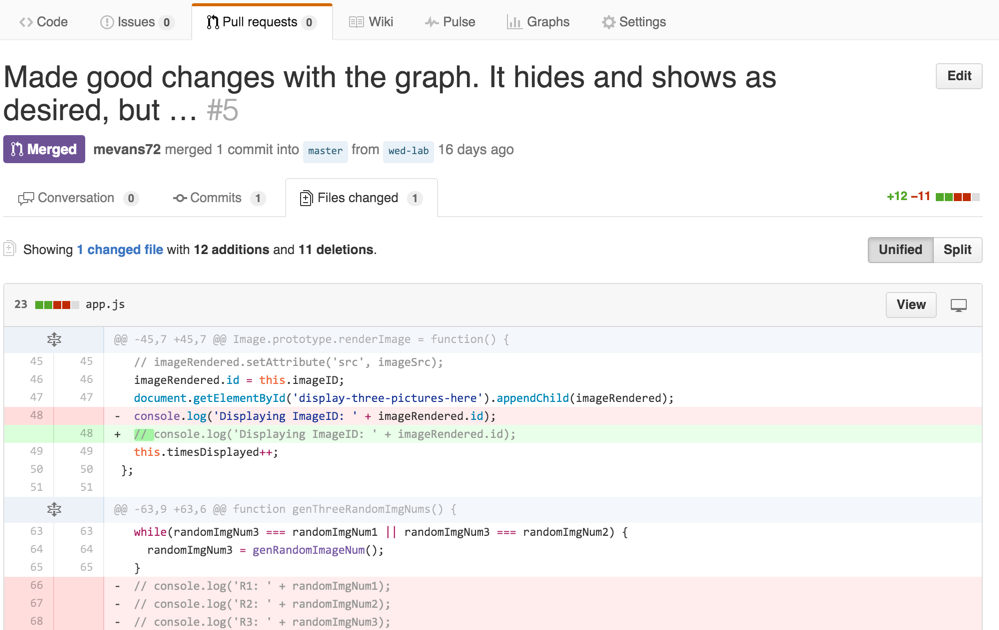 Code Issues 0 Pull requests 0 Wiki Pulse Graphs Settings
Made good changes with the graph. It hides and shows as
desired, but … #5
Edit
Merged mevans72 merged 1 commit into master from wed-lab 16 days ago
Conversation 0 Commits 1 Files changed 1 +12 −11
Showing 1 changed file with 12 additions and 11 deletions. Unified Split
23 app.js View
@@ -45,7 +45,7 @@ Image.prototype.renderImage = function() {
45 45 // imageRendered.setAttribute('src', imageSrc);
46 46 imageRendered.id = this.imageID;
47 47 document.getElementById('display-three-pictures-here').appendChild(imageRendered);
48 - console.log('Displaying ImageID: ' + imageRendered.id);
48 + // console.log('Displaying ImageID: ' + imageRendered.id);
49 49 this.timesDisplayed++;
50 50 };
51 51
@@ -63,9 +63,6 @@ function genThreeRandomImgNums() {
63 63 while(randomImgNum3 === randomImgNum1 || randomImgNum3 === randomImgNum2) {
64 64 randomImgNum3 = genRandomImageNum();
65 65 }
66 - // console.log('R1: ' + randomImgNum1);
67 - // console.log('R2: ' + randomImgNum2);
68 - // console.log('R3: ' + randomImgNum3);